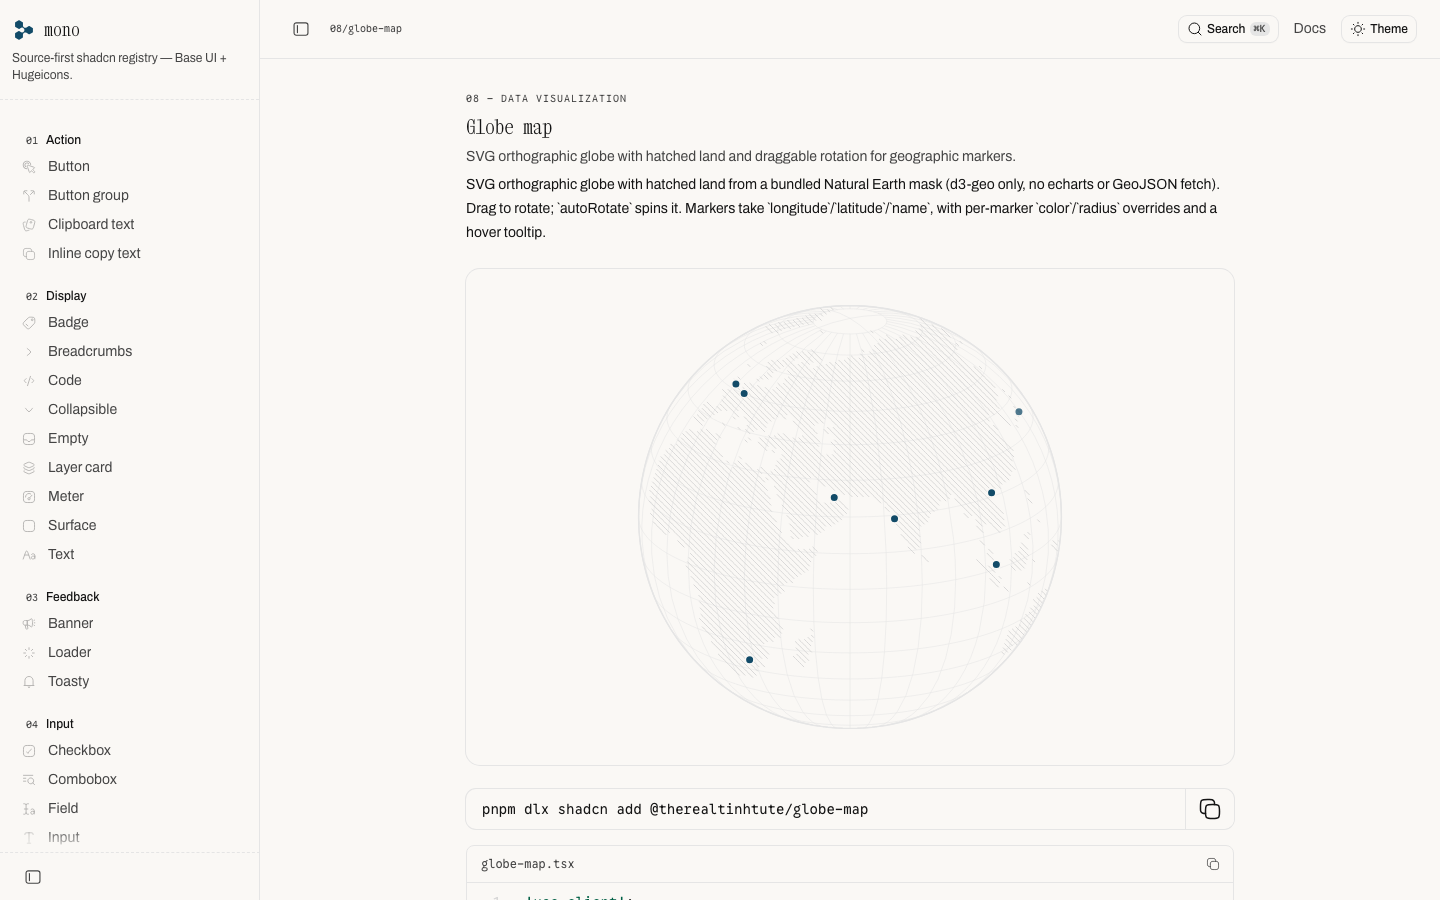 mono
Source-first shadcn registry — Base UI +
Hugeicons.
01 Action
Button
Button group
Clipboard text
Inline copy text
02 Display
Badge
Breadcrumbs
Code
Collapsible
Empty
Layer card
Meter
Surface
Text
03 Feedback
Banner
Loader
Toasty
04 Input
Checkbox
Combobox
Field
Input
08/globe-map
Search ⌘K
Docs
Theme
08 — DATA VISUALIZATION
Globe map
SVG orthographic globe with hatched land and draggable rotation for geographic markers.
SVG orthographic globe with hatched land from a bundled Natural Earth mask (d3-geo only, no echarts or GeoJSON fetch).
Drag to rotate; `autoRotate` spins it. Markers take `longitude`/`latitude`/`name`, with per-marker `color`/`radius` overrides and a
hover tooltip.
pnpm dlx shadcn add @therealtinhtute/globe-map
globe-map.tsx
'use client';